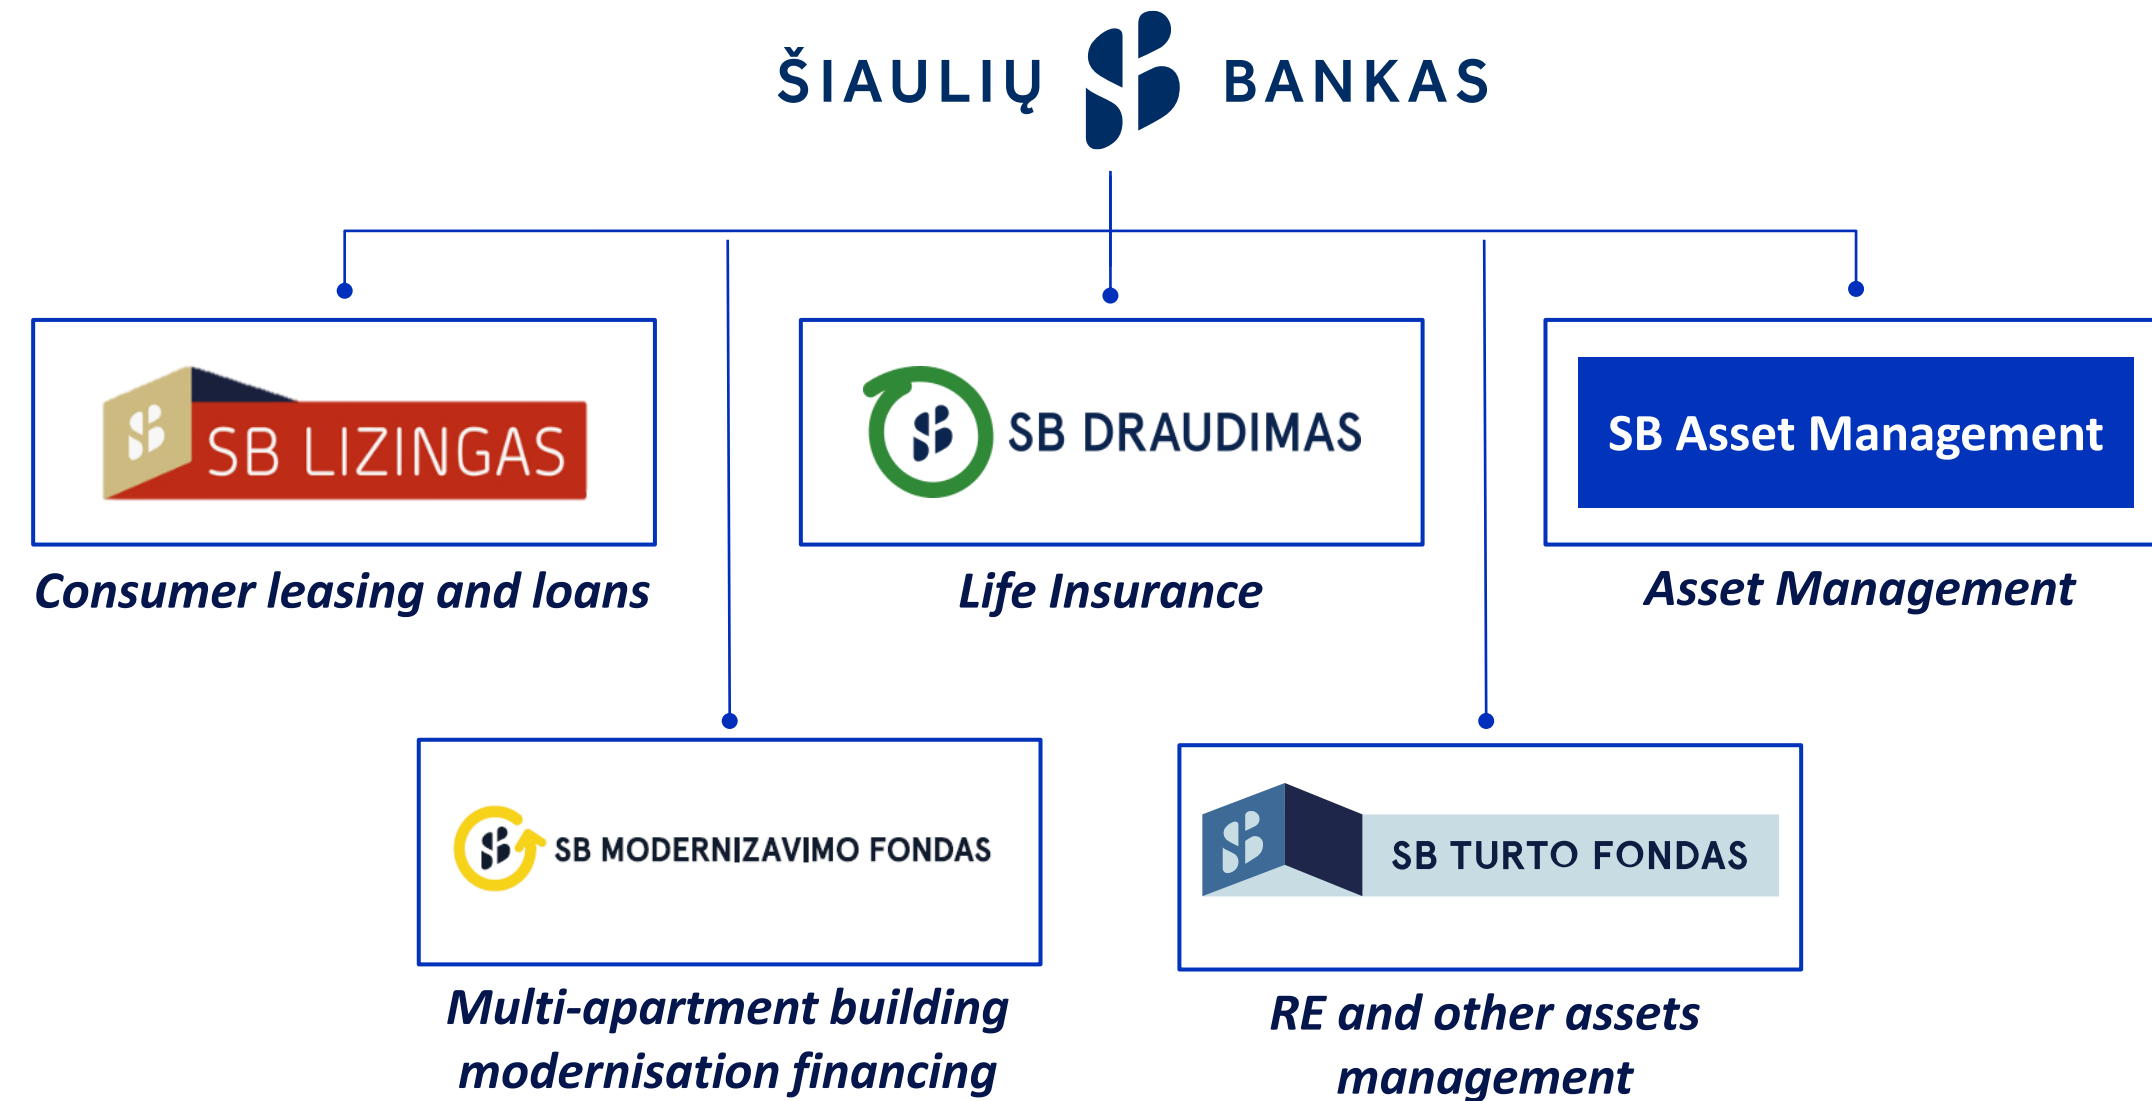 ŠIAULIŲ BANKAS
SB LIZINGAS
Consumer leasing and loans
SB DRAUDIMAS
Life Insurance
SB Asset Management
Asset Management
SB MODERNIZAVIMO FONDAS
Multi-apartment building
modernisation financing
SB TURTO FONDAS
RE and other assets
management